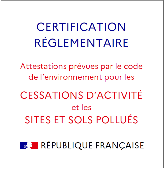 CERTIFICATION
RÉGLEMENTAIRE
Attestations prévues par le code
de l'environnement pour les
CESSATIONS D'ACTIVITÉ
et les
SITES ET SOLS POLLUÉS
RÉPUBLIQUE FRANÇAISE